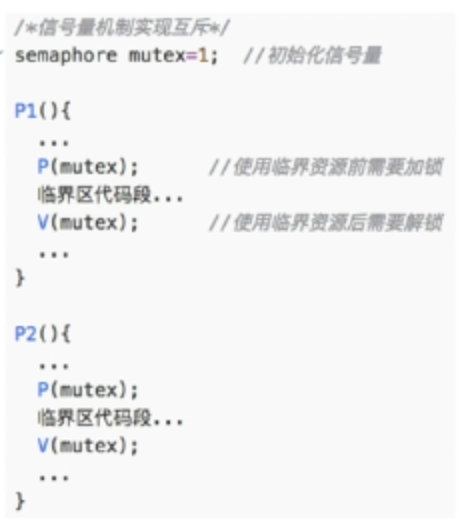 /*信号量机制实现互斥*/
semaphore mutex=1; //初始化信号量
P1(){
...
P(mutex); //使用临界资源前需要加锁
临界区代码段...
V(mutex); //使用临界资源后需要解锁
...
}
P2(){
...
P(mutex);
临界区代码段...
V(mutex);
...
}